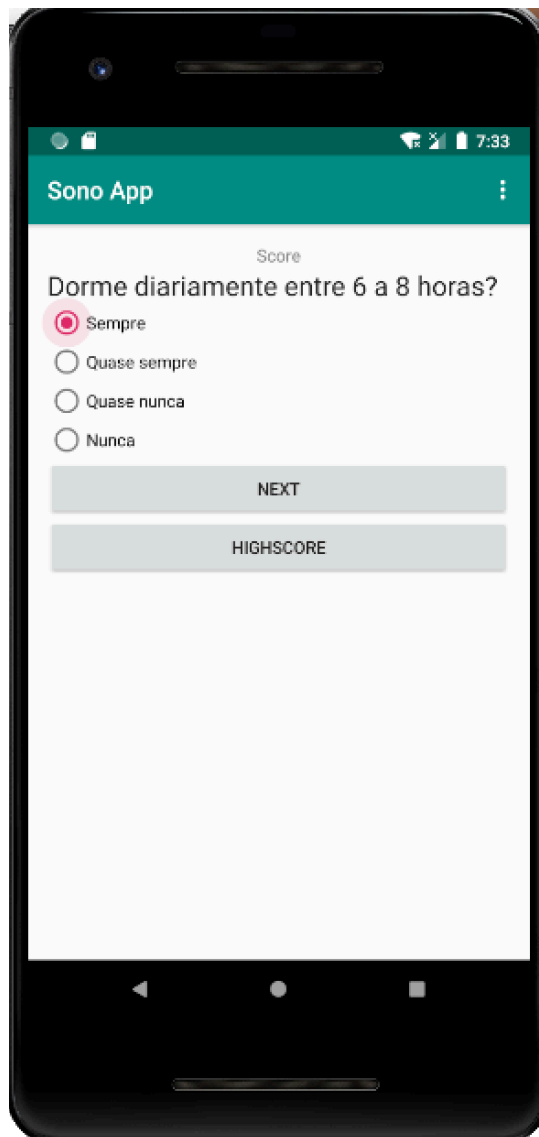 7:33
Sono App
Score
Dorme diariamente entre 6 a 8 horas?
Sempre
Quase sempre
Quase nunca
Nunca
NEXT
HIGHSCORE